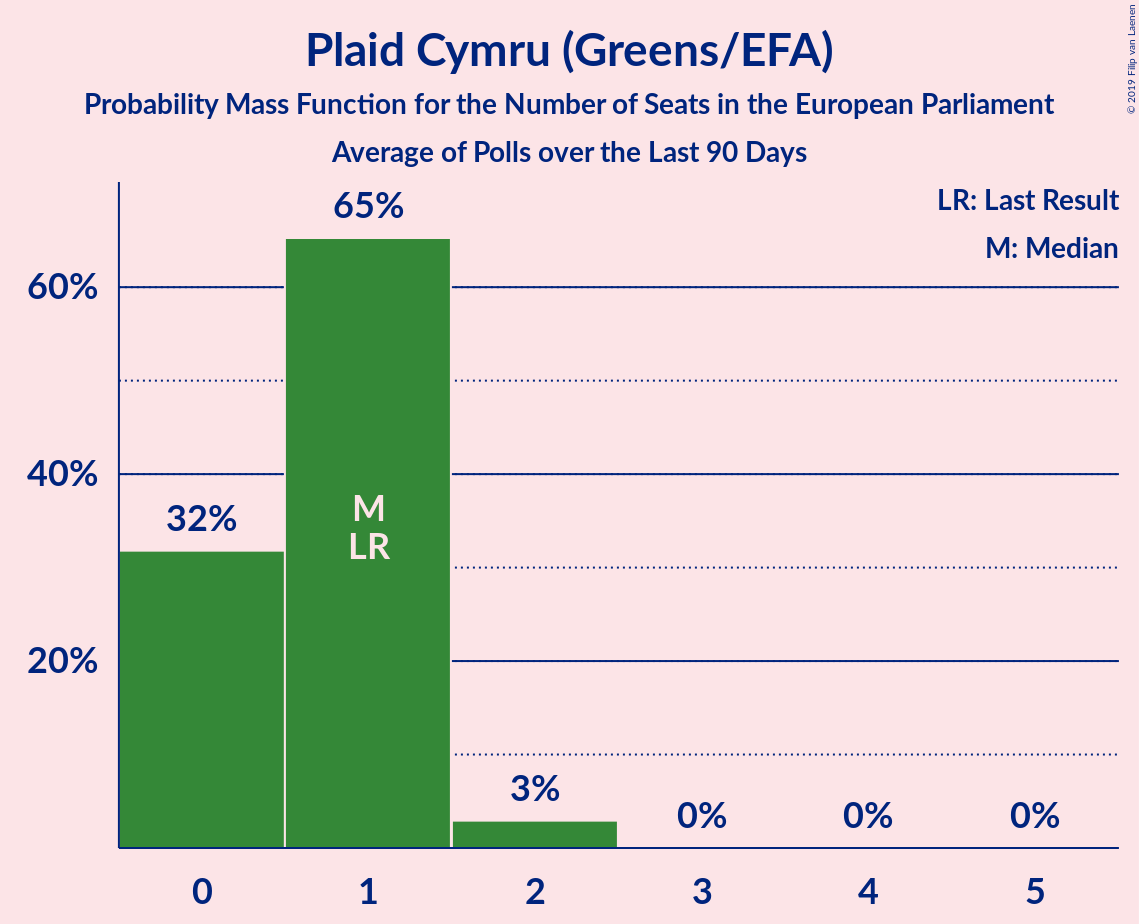 Plaid Cymru (Greens/EFA)
Probability Mass Function for the Number of Seats in the European Parliament
Average of Polls over the Last 90 Days
© 2019 Filip van Laenen
LR: Last Result
M: Median
65%
60%
40%
32%
M
LR
20%
3%
0%
0%
0%
0
1
2
3
4
5